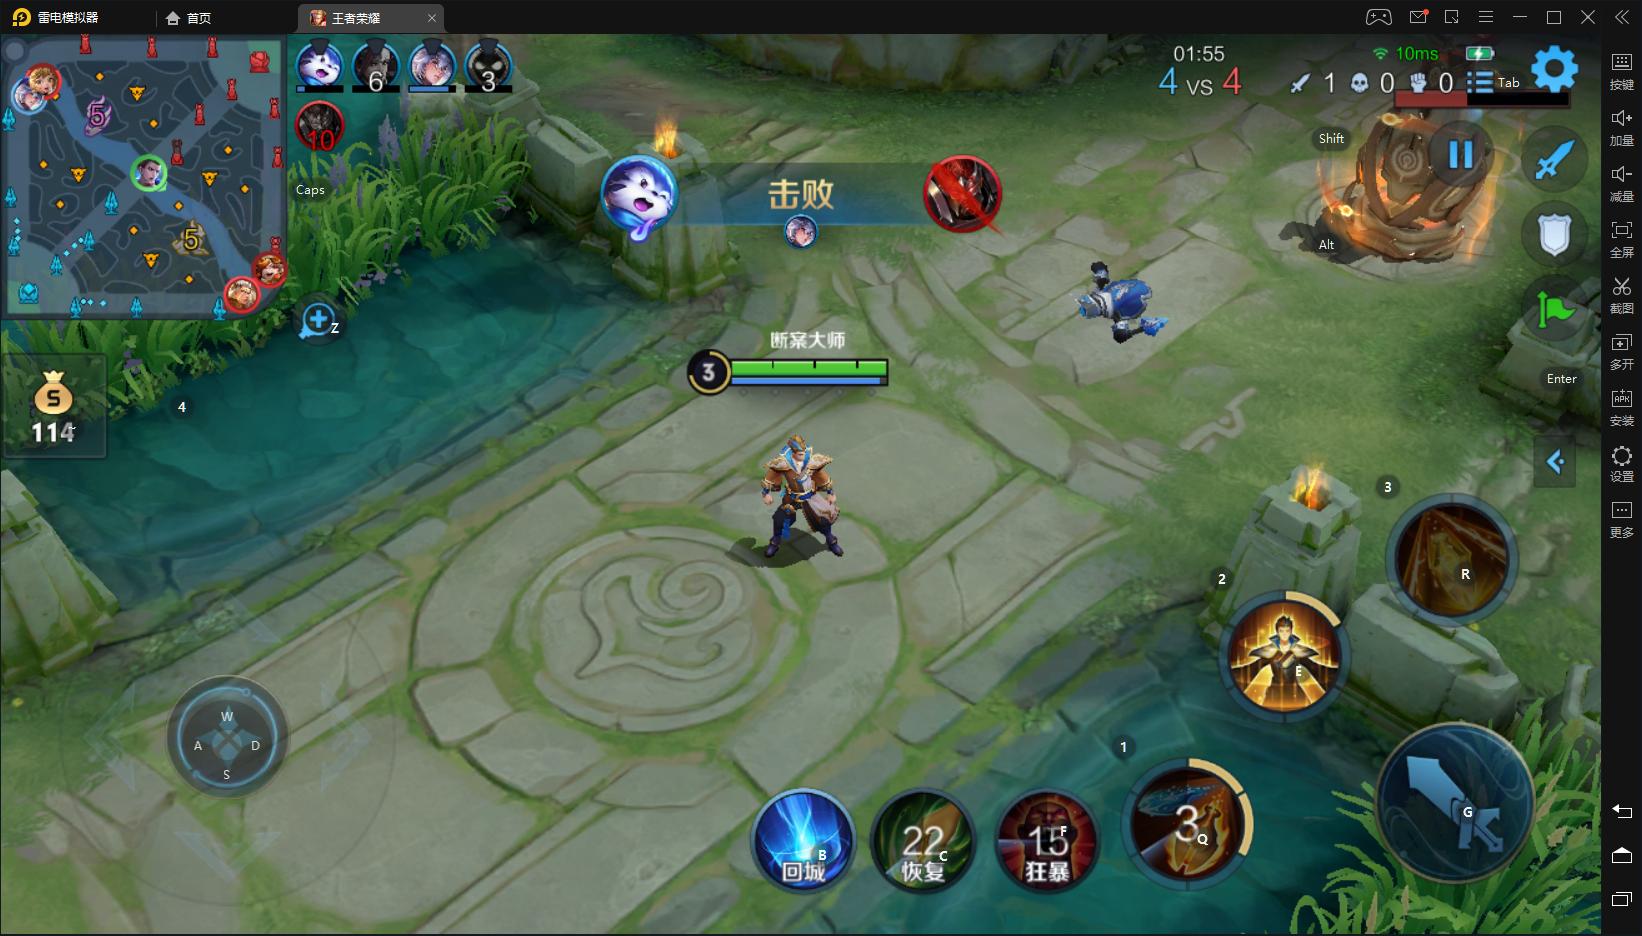 雷电模拟器
首页
王者荣耀
01:55
10ms
4 VS 4
1
0
0
Tab
6
3
10
5
5
Caps
Shift
Alt
击败
Z
Enter
断案大师
3
S
114
4
3
R
2
E
1
W
A
D
S
B
回城
22
C
恢复
15
F
狂暴
3
Q
G
按键
加量
减量
全屏
截图
多开
APK
安装
设置
更多